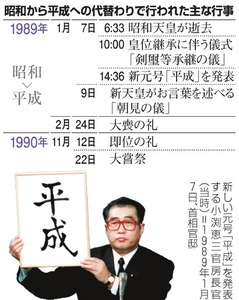 昭和から平成への代替わりで行われた主な行事
1989年 1月 7日 6:33 昭和天皇が逝去
10:00 皇位継承に伴う儀式
「剣璽等承継の儀」
昭和 14:36 新元号「平成」を発表
平成 9日 新天皇がお言葉を述べる
「朝見の儀」
2月 24日 大喪の礼
1990年 11月 12日 即位の礼
22日 大嘗祭
平成
新しい元号「平成」を発表
する小渕恵三官房長官
(当時)=1989年1月
7日、首相官邸